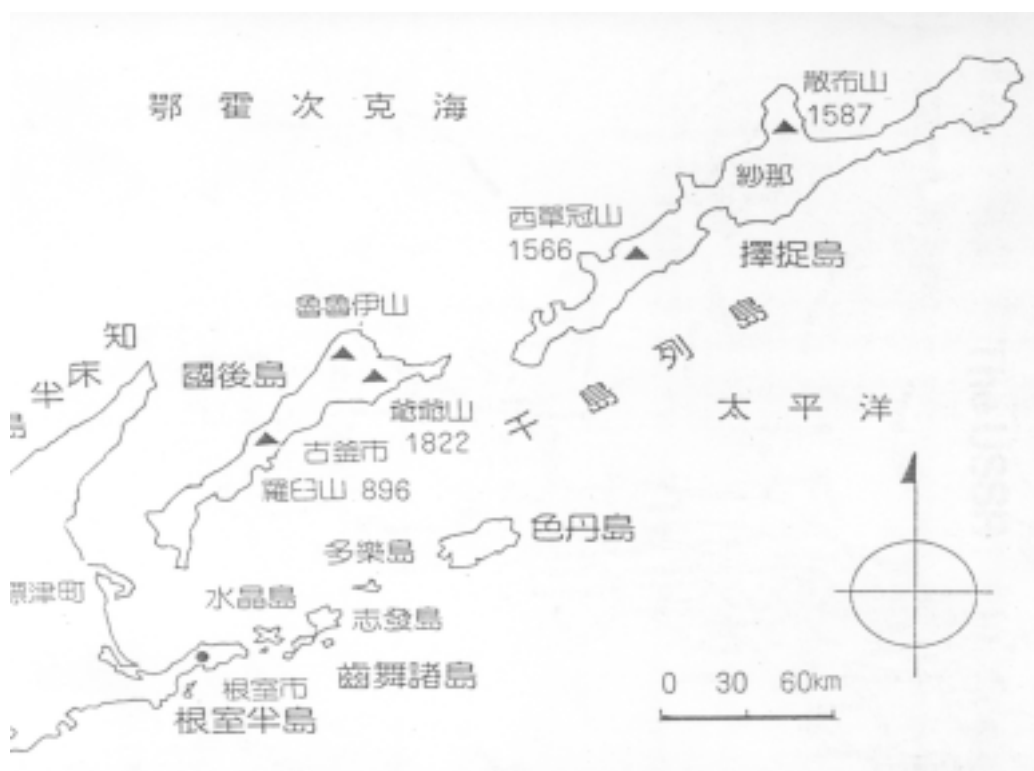 鄂霍次克海
散布山
1587
紗那
西單冠山
1566
擇捉島
千島列島
太平洋
魯魯伊山
國後島
知床半島
爺爺山
1822
古釜市
羅臼山 896
色丹島
多樂島
水晶島
志發島
標津町
齒舞諸島
根室市
根室半島
0 30 60km